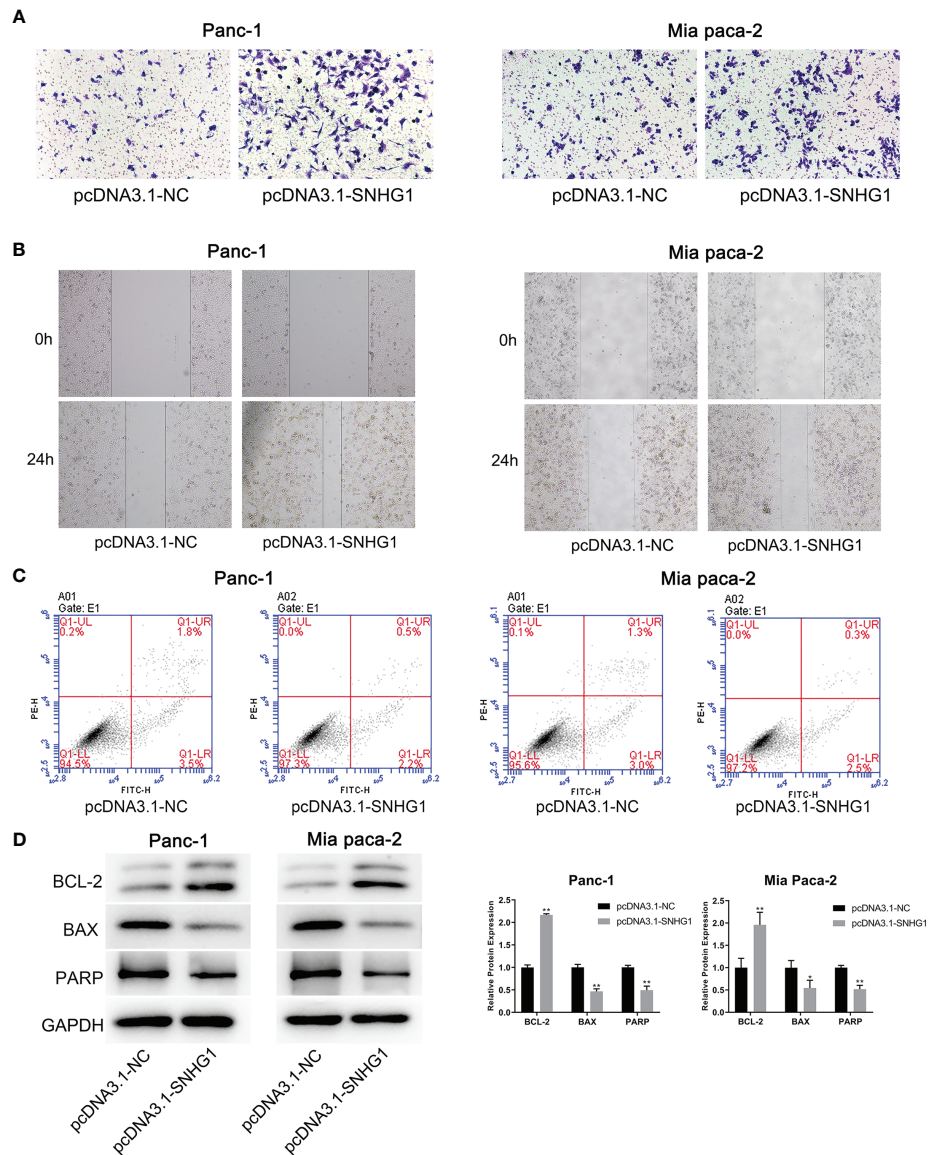 A
Panc-1
Mia paca-2
pcDNA3.1-NC
pcDNA3.1-SNHG1
pcDNA3.1-NC
pcDNA3.1-SNHG1
B
Panc-1
Mia paca-2
0h
0h
24h
24h
pcDNA3.1-NC
pcDNA3.1-SNHG1
pcDNA3.1-NC
pcDNA3.1-SNHG1
C
Panc-1
Mia paca-2
A01
Gate: E1
Q1-UL
0.2%
Q1-UR
1.8%
Q1-LL
94.5%
Q1-LR
3.5%
PE-H
FITC-H
pcDNA3.1-NC
A02
Gate: E1
Q1-UL
0.0%
Q1-UR
0.5%
Q1-LL
97.3%
Q1-LR
2.2%
PE-H
FITC-H
pcDNA3.1-SNHG1
A01
Gate: E1
Q1-UL
0.1%
Q1-UR
1.3%
Q1-LL
95.6%
Q1-LR
3.0%
PE-H
FITC-H
pcDNA3.1-NC
A02
Gate: E1
Q1-UL
0.0%
Q1-UR
0.3%
Q1-LL
97.2%
Q1-LR
2.5%
PE-H
FITC-H
pcDNA3.1-SNHG1
D
Panc-1
Mia paca-2
BCL-2
BAX
PARP
GAPDH
pcDNA3.1-NC
pcDNA3.1-SNHG1
pcDNA3.1-NC
pcDNA3.1-SNHG1
Panc-1
pcDNA3.1-NC
pcDNA3.1-SNHG1
Relative Protein Expression
2.5
2.0
1.5
1.0
0.5
0.0
**
**
**
BCL-2
BAX
PARP
Mia Paca-2
pcDNA3.1-NC
pcDNA3.1-SNHG1
Relative Protein Expression
2.5
2.0
1.5
1.0
0.5
0.0
**
*
**
BCL-2
BAX
PARP